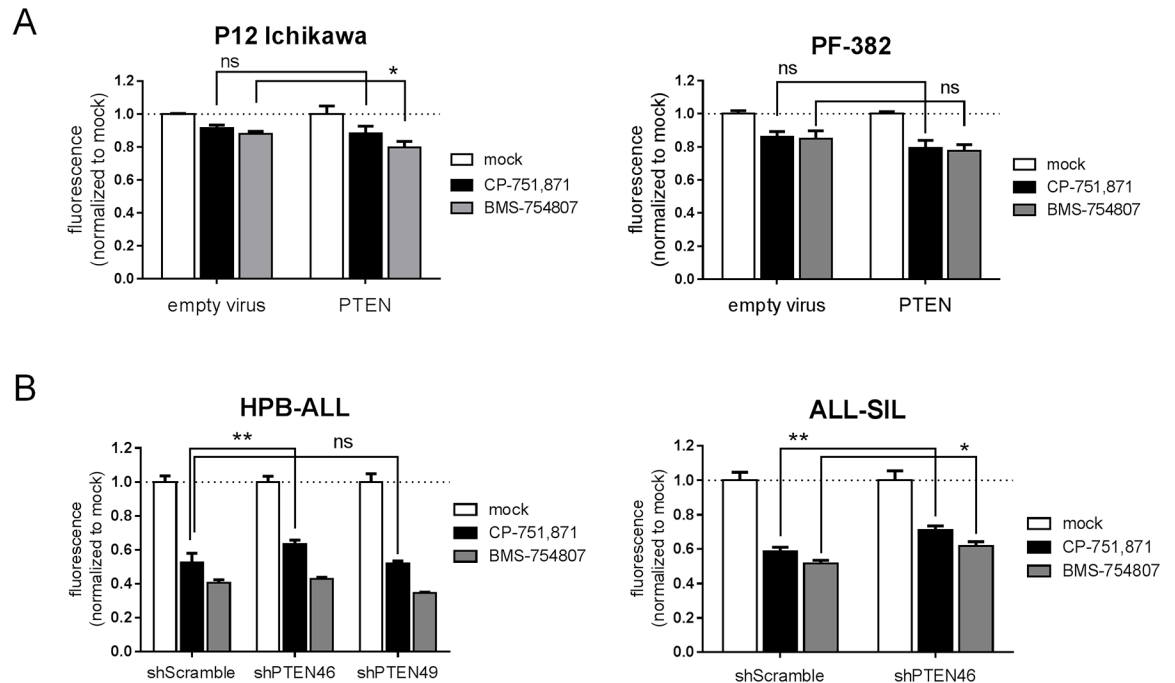 A
P12 Ichikawa
ns
*
1.2
1.0
0.8
0.6
0.4
0.2
0.0
fluorescence
(normalized to mock)
empty virus
PTEN
mock
CP-751,871
BMS-754807
PF-382
ns
ns
1.2
1.0
0.8
0.6
0.4
0.2
0.0
fluorescence
(normalized to mock)
empty virus
PTEN
mock
CP-751,871
BMS-754807
B
HPB-ALL
**
ns
1.2
1.0
0.8
0.6
0.4
0.2
0.0
fluorescence
(normalized to mock)
shScramble
shPTEN46
shPTEN49
mock
CP-751,871
BMS-754807
ALL-SIL
**
*
1.2
1.0
0.8
0.6
0.4
0.2
0.0
fluorescence
(normalized to mock)
shScramble
shPTEN46
mock
CP-751,871
BMS-754807